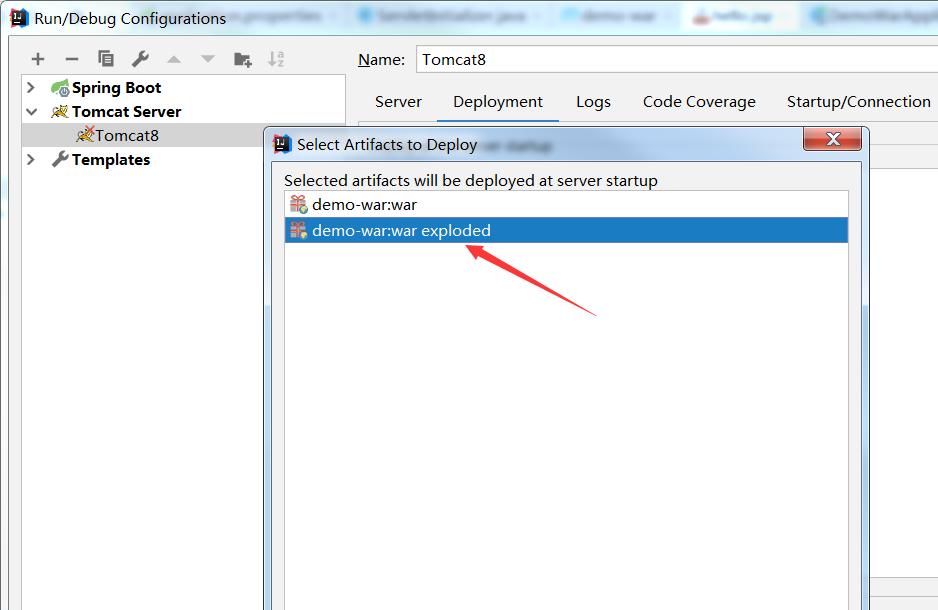 Run/Debug Configurations
Name: Tomcat8
Spring Boot
Tomcat Server
Tomcat8
Templates
Server Deployment Logs Code Coverage Startup/Connection
Select Artifacts to Deploy
Selected artifacts will be deployed at server startup
demo-war:war
demo-war:war exploded